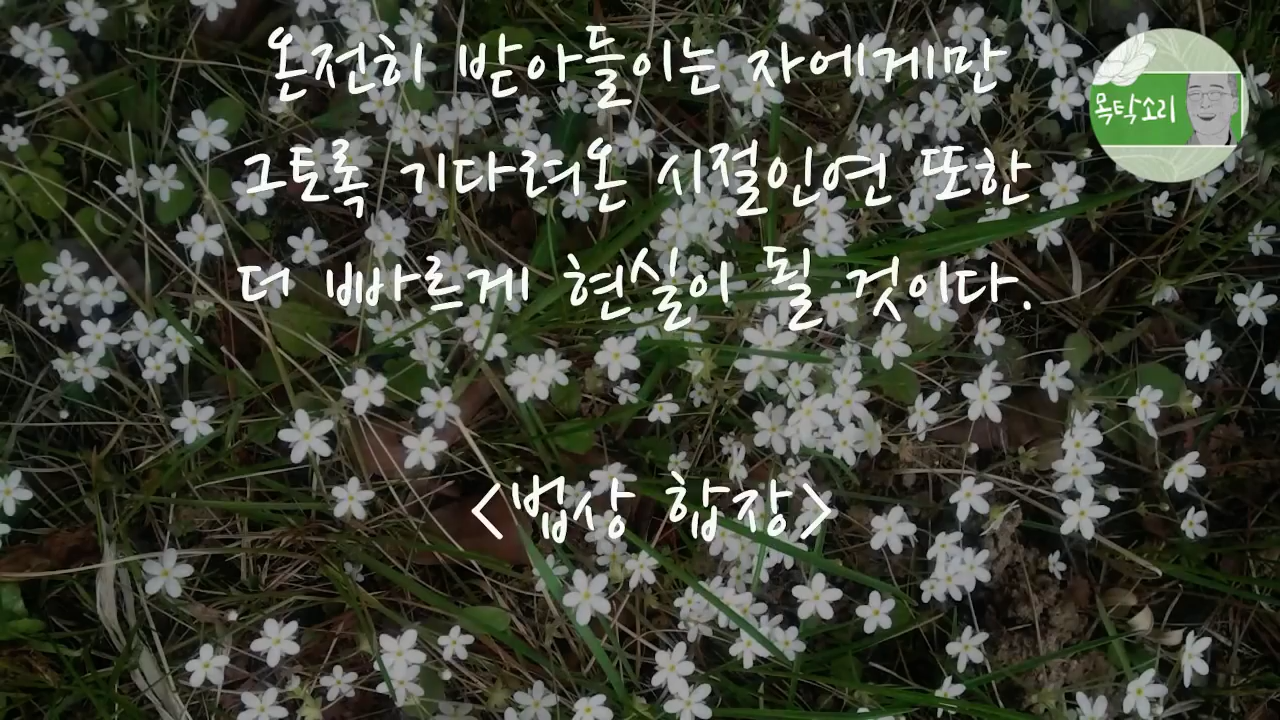 온전히 받아들이는 자에게만
그토록 기다려온 시절인연 또한
더 빠르게 현실이 될 것이다.
<법상 합장>
목탁소리